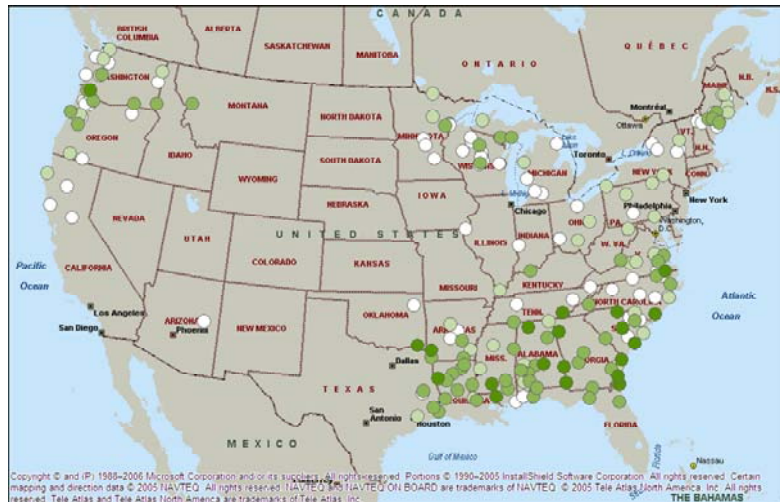 CANADA
BRITISH
COLUMBIA
ALBERTA
SASKATCHEWAN
MANITOBA
ONTARIO
QUÉBEC
N.B.
N.S.
MAINE
WASHINGTON
MONTANA
NORTH DAKOTA
MINNESOTA
Montréal
Ottawa
VT.
N.H.
OREGON
IDAHO
SOUTH DAKOTA
WISCONSIN
MICHIGAN
Toronto
L. Ontario
NEW YORK
CONN.
WYOMING
IOWA
L. Michigan
Chicago
New York
NEBRASKA
PA.
Philadelphia
Washington,
D.C.
NEVADA
UTAH
UNITED STATES
ILLINOIS
INDIANA
OHIO
W. VA.
Pacific
Ocean
COLORADO
KANSAS
MISSOURI
KENTUCKY
CALIFORNIA
Los Angeles
San Diego
ARIZONA
Phoenix
NEW MEXICO
OKLAHOMA
ARKANSAS
TENN.
NORTH CAROLINA
Atlantic
Ocean
Dallas
MISS.
ALABAMA
GEORGIA
TEXAS
LOUISIANA
San
Antonio
Houston
FLORIDA
MEXICO
Gulf of Mexico
Florida
Nassau
Copyright © and (P) 1988–2006 Microsoft Corporation and/or its suppliers. All rights reserved. Portions © 1990–2005 InstallShield Software Corporation. All rights reserved. Certain
mapping and direction data © 2005 NAVTEQ. All rights reserved. NAVTEQ and NAVTEQ ON BOARD are trademarks of NAVTEQ. © 2005 Tele Atlas North America, Inc. All rights
reserved. Tele Atlas and Tele Atlas North America are trademarks of Tele Atlas, Inc.
THE BAHAMAS